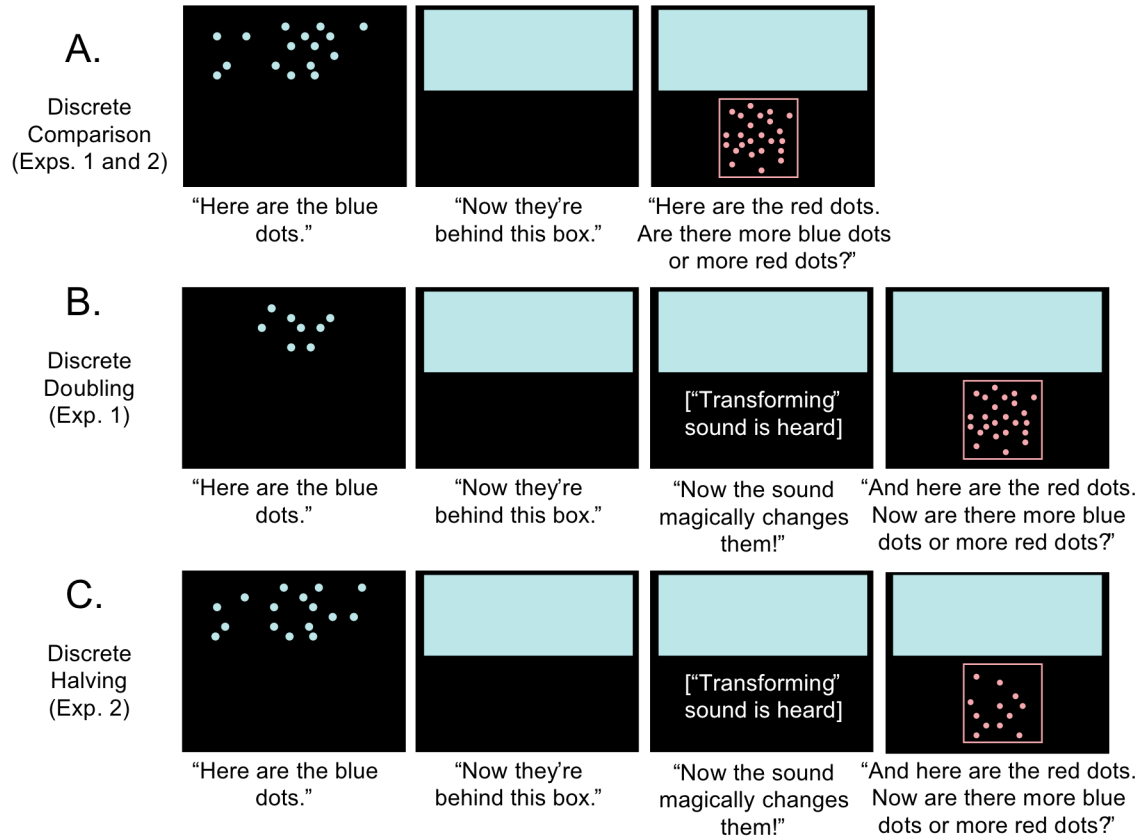 A.
Discrete
Comparison
(Exps. 1 and 2)
“Here are the blue
dots.”
“Now they’re
behind this box.”
“Here are the red dots.
Are there more blue dots
or more red dots?”
B.
Discrete
Doubling
(Exp. 1)
[“Transforming”
sound is heard]
“Here are the blue
dots.”
“Now they’re
behind this box.”
“Now the sound
magically changes
them!”
“And here are the red dots.
Now are there more blue
dots or more red dots?”
C.
Discrete
Halving
(Exp. 2)
[“Transforming”
sound is heard]
“Here are the blue
dots.”
“Now they’re
behind this box.”
“Now the sound
magically changes
them!”
“And here are the red dots.
Now are there more blue
dots or more red dots?”